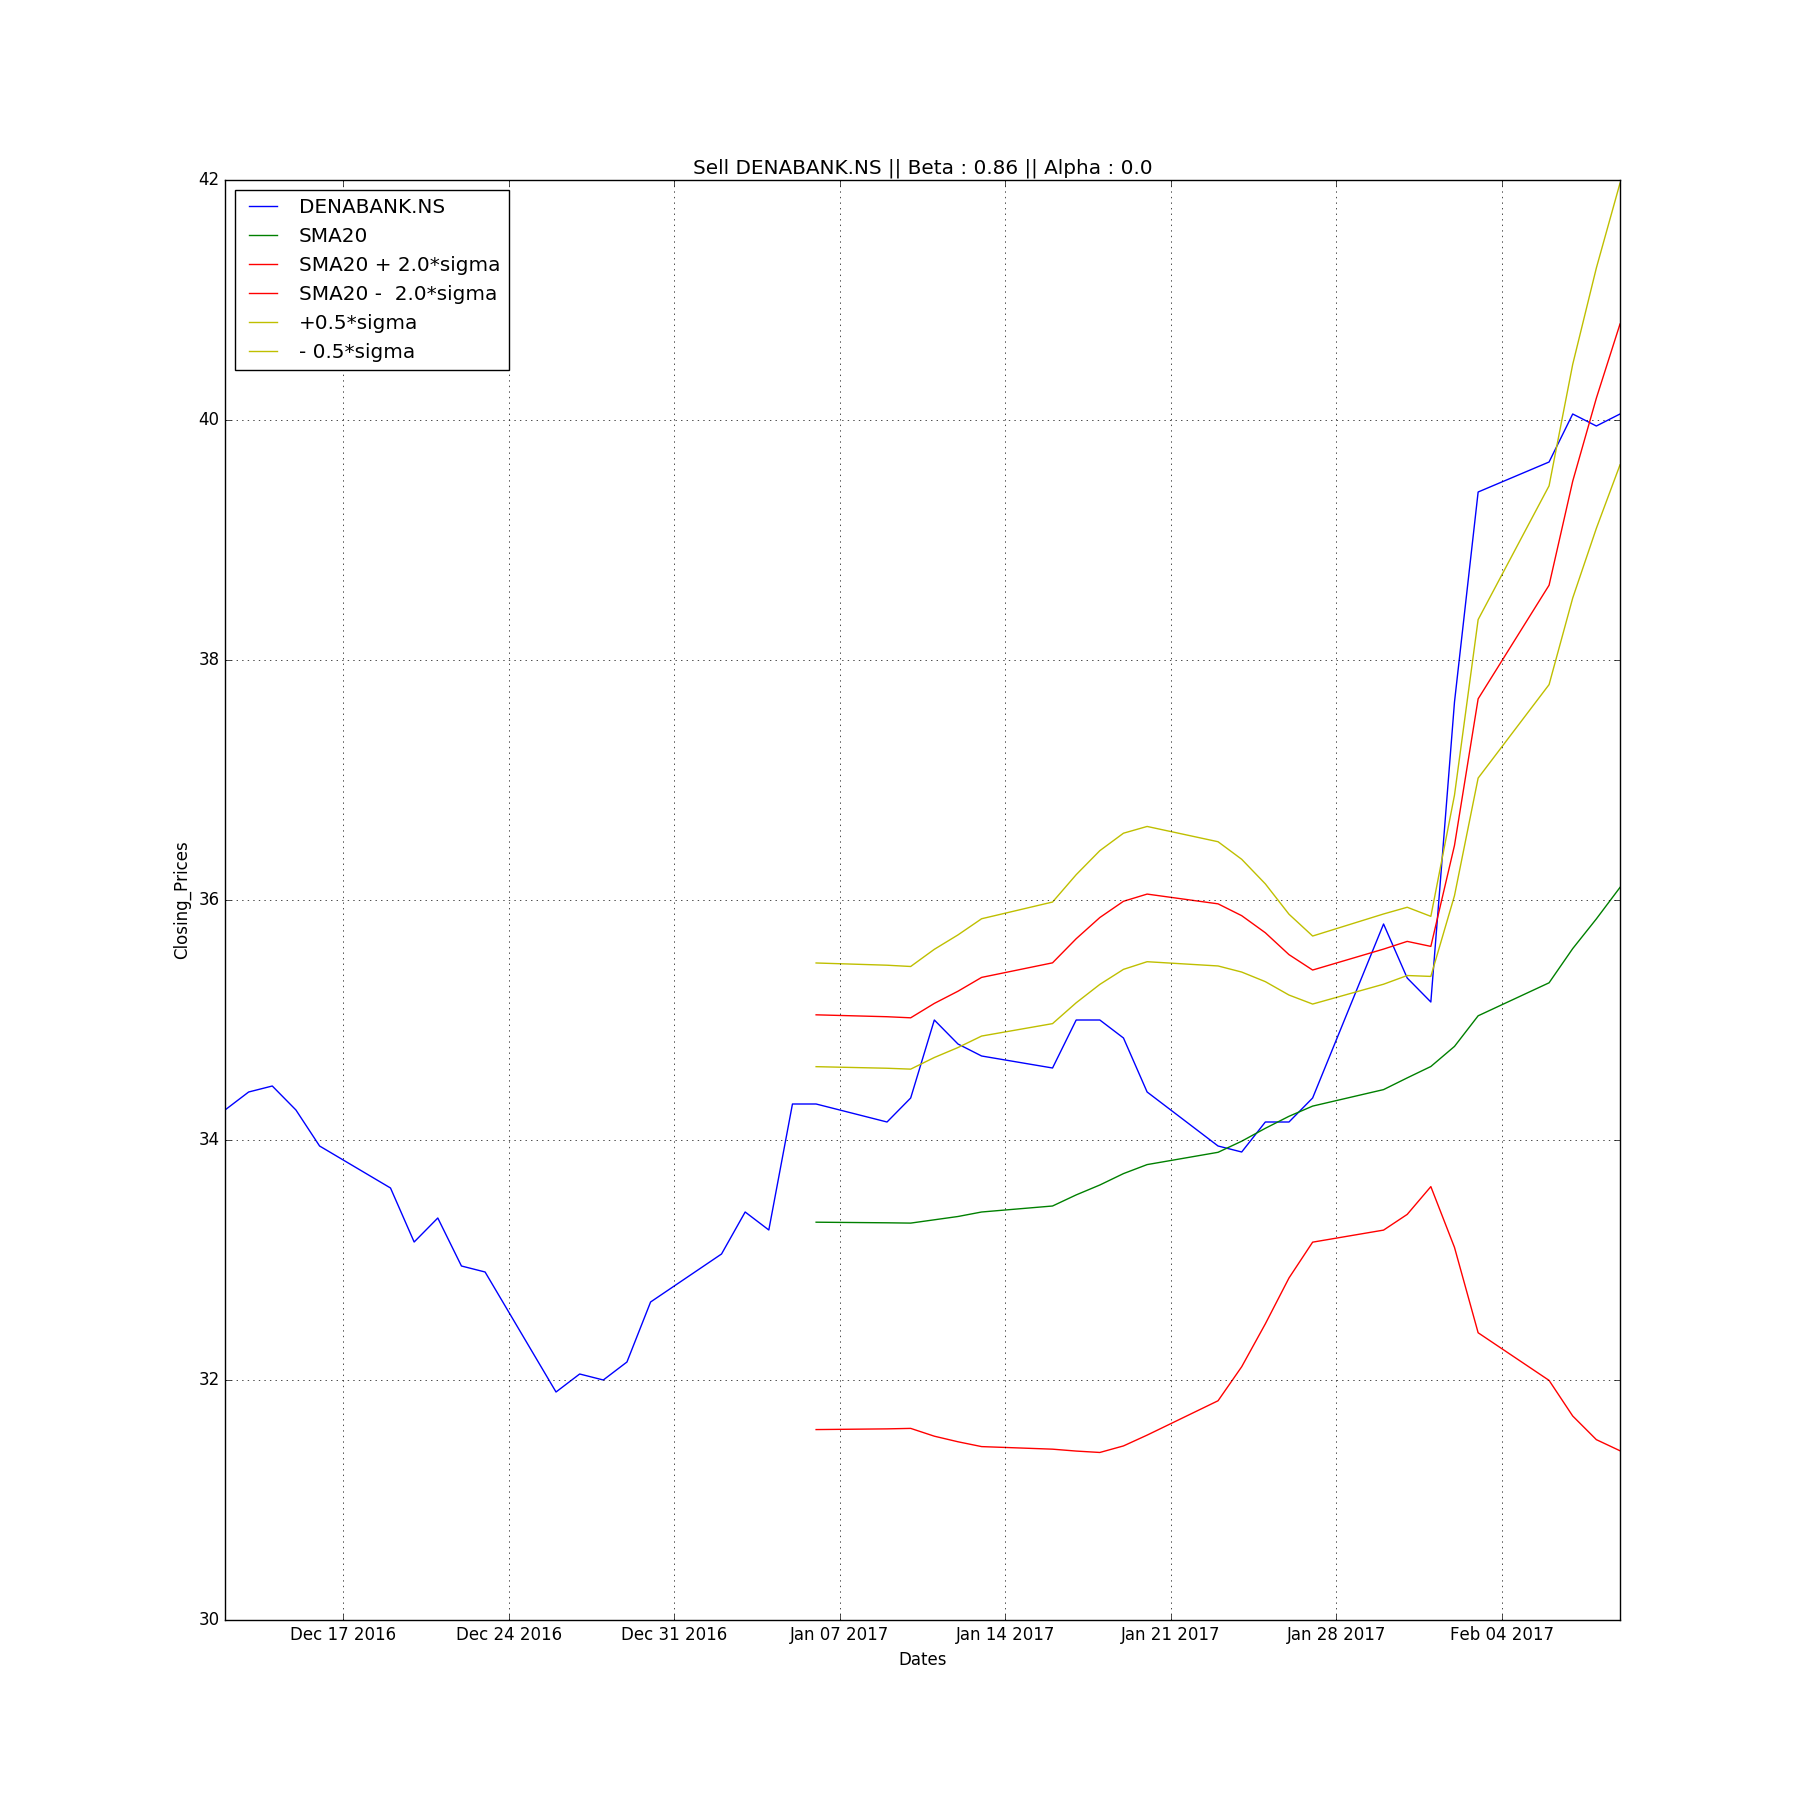 Sell DENABANK.NS || Beta : 0.86 || Alpha : 0.0
42
DENABANK.NS
SMA20
SMA20 + 2.0*sigma
SMA20 -  2.0*sigma
+0.5*sigma
- 0.5*sigma
40
38
Closing_Prices
36
34
32
30
Dec 17 2016 Dec 24 2016 Dec 31 2016 Jan 07 2017 Jan 14 2017 Jan 21 2017 Jan 28 2017 Feb 04 2017
Dates